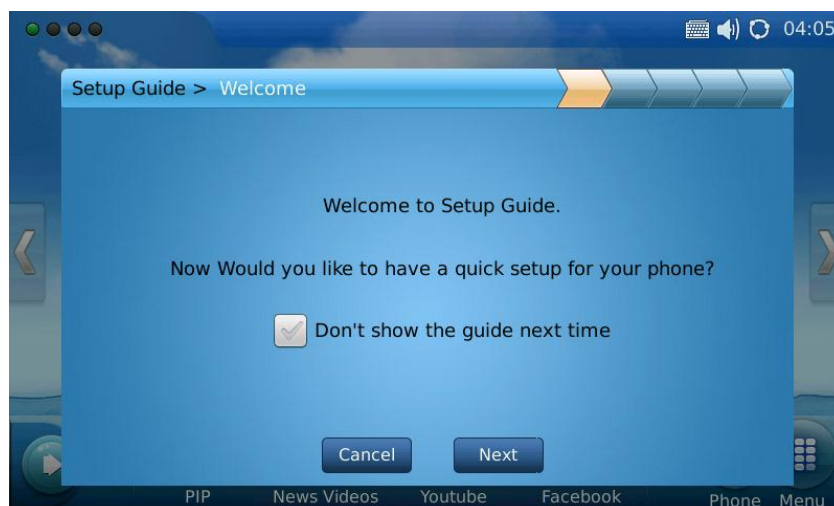 04:05
Setup Guide > Welcome
Welcome to Setup Guide.
Now Would you like to have a quick setup for your phone?
Don't show the guide next time
Cancel Next
PIP News Videos Youtube Facebook Phone Menu